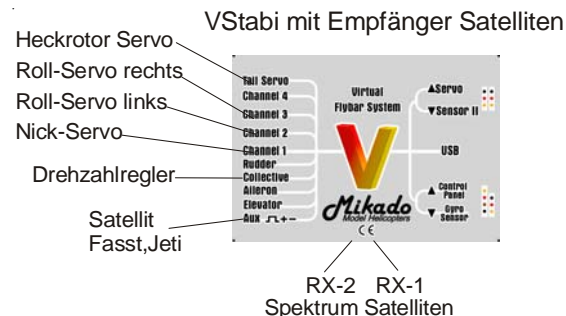 VStabi mit Empfänger Satelliten
Heckrotor Servo
Roll-Servo rechts
Roll-Servo links
Nick-Servo
Drehzahlregler
Satellit
Fasst,Jeti
Tail Servo
Channel 4
Channel 3
Channel 2
Channel 1
Rudder
Collective
Aileron
Elevator
Aux ⎍+-
Virtual
Flybar System
V
Mikado
Model Helicopters
CE
▲Servo
▼Sensor II
USB
▲ Control
Panel
▼ Gyro
Sensor
RX-2 RX-1
Spektrum Satelliten